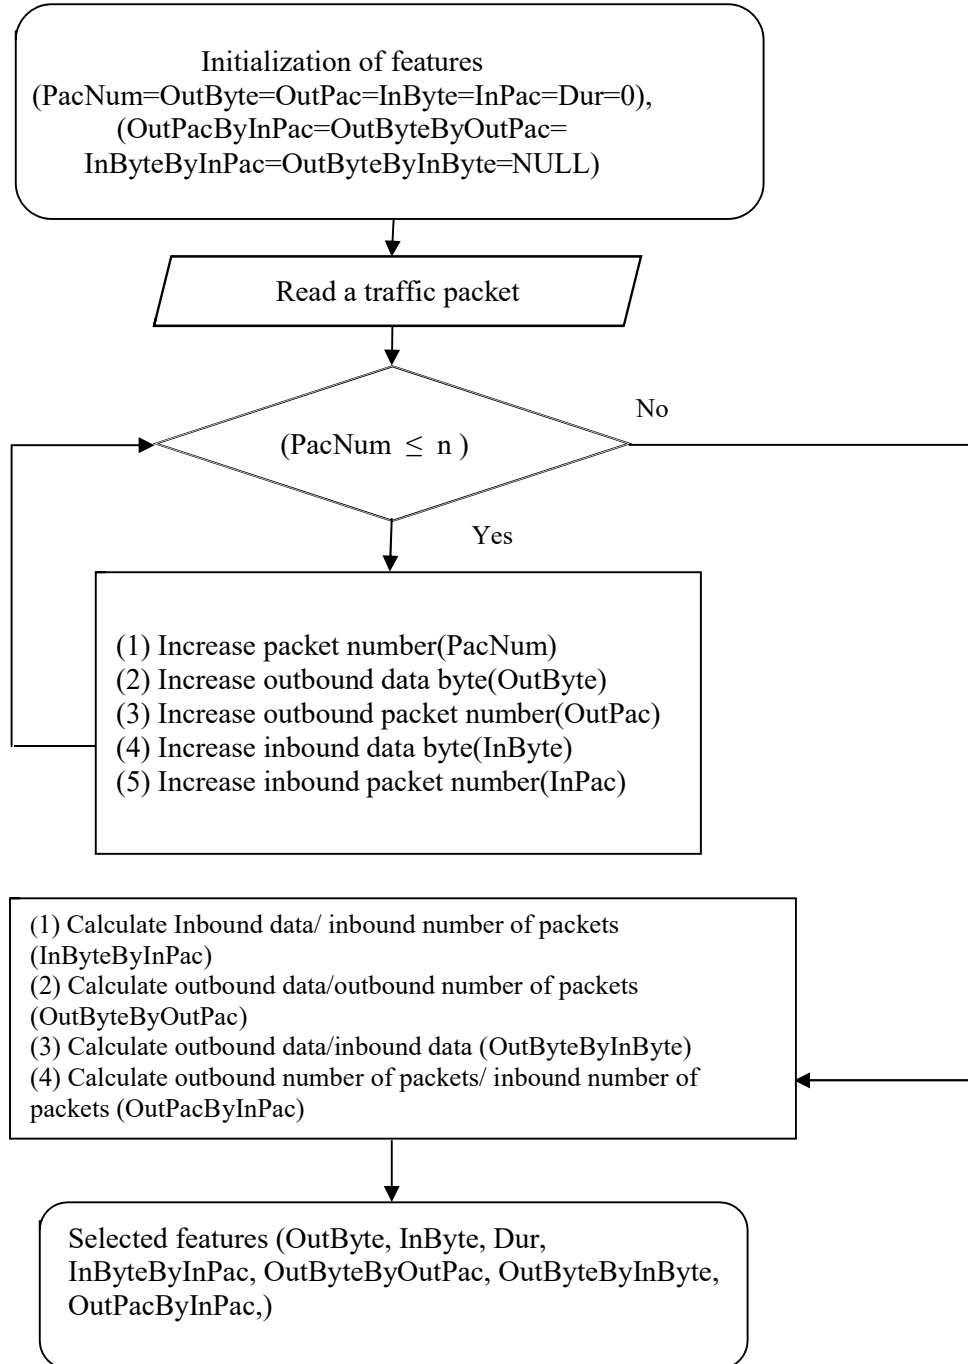 Initialization of features
(PacNum=OutByte=OutPac=InByte=InPac=Dur=0),
(OutPacByInPac=OutByteByOutPac=
InByteByInPac=OutByteByInByte=NULL)
Read a traffic packet
No
(PacNum ≤ n )
Yes
(1) Increase packet number(PacNum)
(2) Increase outbound data byte(OutByte)
(3) Increase outbound packet number(OutPac)
(4) Increase inbound data byte(InByte)
(5) Increase inbound packet number(InPac)
(1) Calculate Inbound data/ inbound number of packets
(InByteByInPac)
(2) Calculate outbound data/outbound number of packets
(OutByteByOutPac)
(3) Calculate outbound data/inbound data (OutByteByInByte)
(4) Calculate outbound number of packets/ inbound number of
packets (OutPacByInPac)
Selected features (OutByte, InByte, Dur,
InByteByInPac, OutByteByOutPac, OutByteByInByte,
OutPacByInPac,)